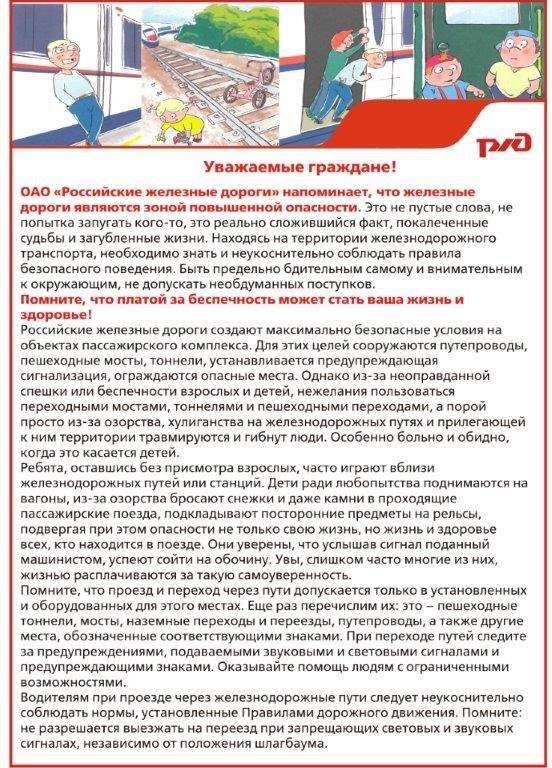 РЖД
Уважаемые граждане!
ОАО «Российские железные дороги» напоминает, что железные
дороги являются зоной повышенной опасности. Это не пустые слова, не
попытка запугать кого-то, это реально сложившийся факт, покалеченные
судьбы и загубленные жизни. Находясь на территории железнодорожного
транспорта, необходимо знать и неукоснительно соблюдать правила
безопасного поведения. Быть предельно бдительным самому и внимательным
к окружающим, не допускать необдуманных поступков.
Помните, что платой за беспечность может стать ваша жизнь и
здоровье!
Российские железные дороги создают максимально безопасные условия на
объектах пассажирского комплекса. Для этих целей сооружаются путепроводы,
пешеходные мосты, тоннели, устанавливается предупреждающая
сигнализация, ограждаются опасные места. Однако из-за неоправданной
спешки или беспечности взрослых и детей, нежелания пользоваться
переходными мостами, тоннелями и пешеходными переходами, а порой
просто из-за озорства, хулиганства на железнодорожных путях и прилегающей
к ним территории травмируются и гибнут люди. Особенно больно и обидно,
когда это касается детей.
Ребята, оставшись без присмотра взрослых, часто играют вблизи
железнодорожных путей или станций. Дети ради любопытства поднимаются на
вагоны, из-за озорства бросают снежки и даже камни в проходящие
пассажирские поезда, подкладывают посторонние предметы на рельсы,
подвергая при этом опасности не только свою жизнь, но жизнь и здоровье
всех, кто находится в поезде. Они уверены, что услышав сигнал поданный
машинистом, успеют сойти на обочину. Увы, слишком часто многие из них,
жизнью расплачиваются за такую самоуверенность.
Помните, что проезд и переход через пути допускается только в установленных
и оборудованных для этого местах. Еще раз перечислим их: это – пешеходные
тоннели, мосты, наземные переходы и переезды, путепроводы, а также другие
места, обозначенные соответствующими знаками. При переходе путей следите
за предупреждениями, подаваемыми звуковыми и световыми сигналами и
предупреждающими знаками. Оказывайте помощь людям с ограниченными
возможностями.
Водителям при проезде через железнодорожные пути следует неукоснительно
соблюдать нормы, установленные Правилами дорожного движения. Помните:
не разрешается выезжать на переезд при запрещающих световых и звуковых
сигналах, независимо от положения шлагбаума.